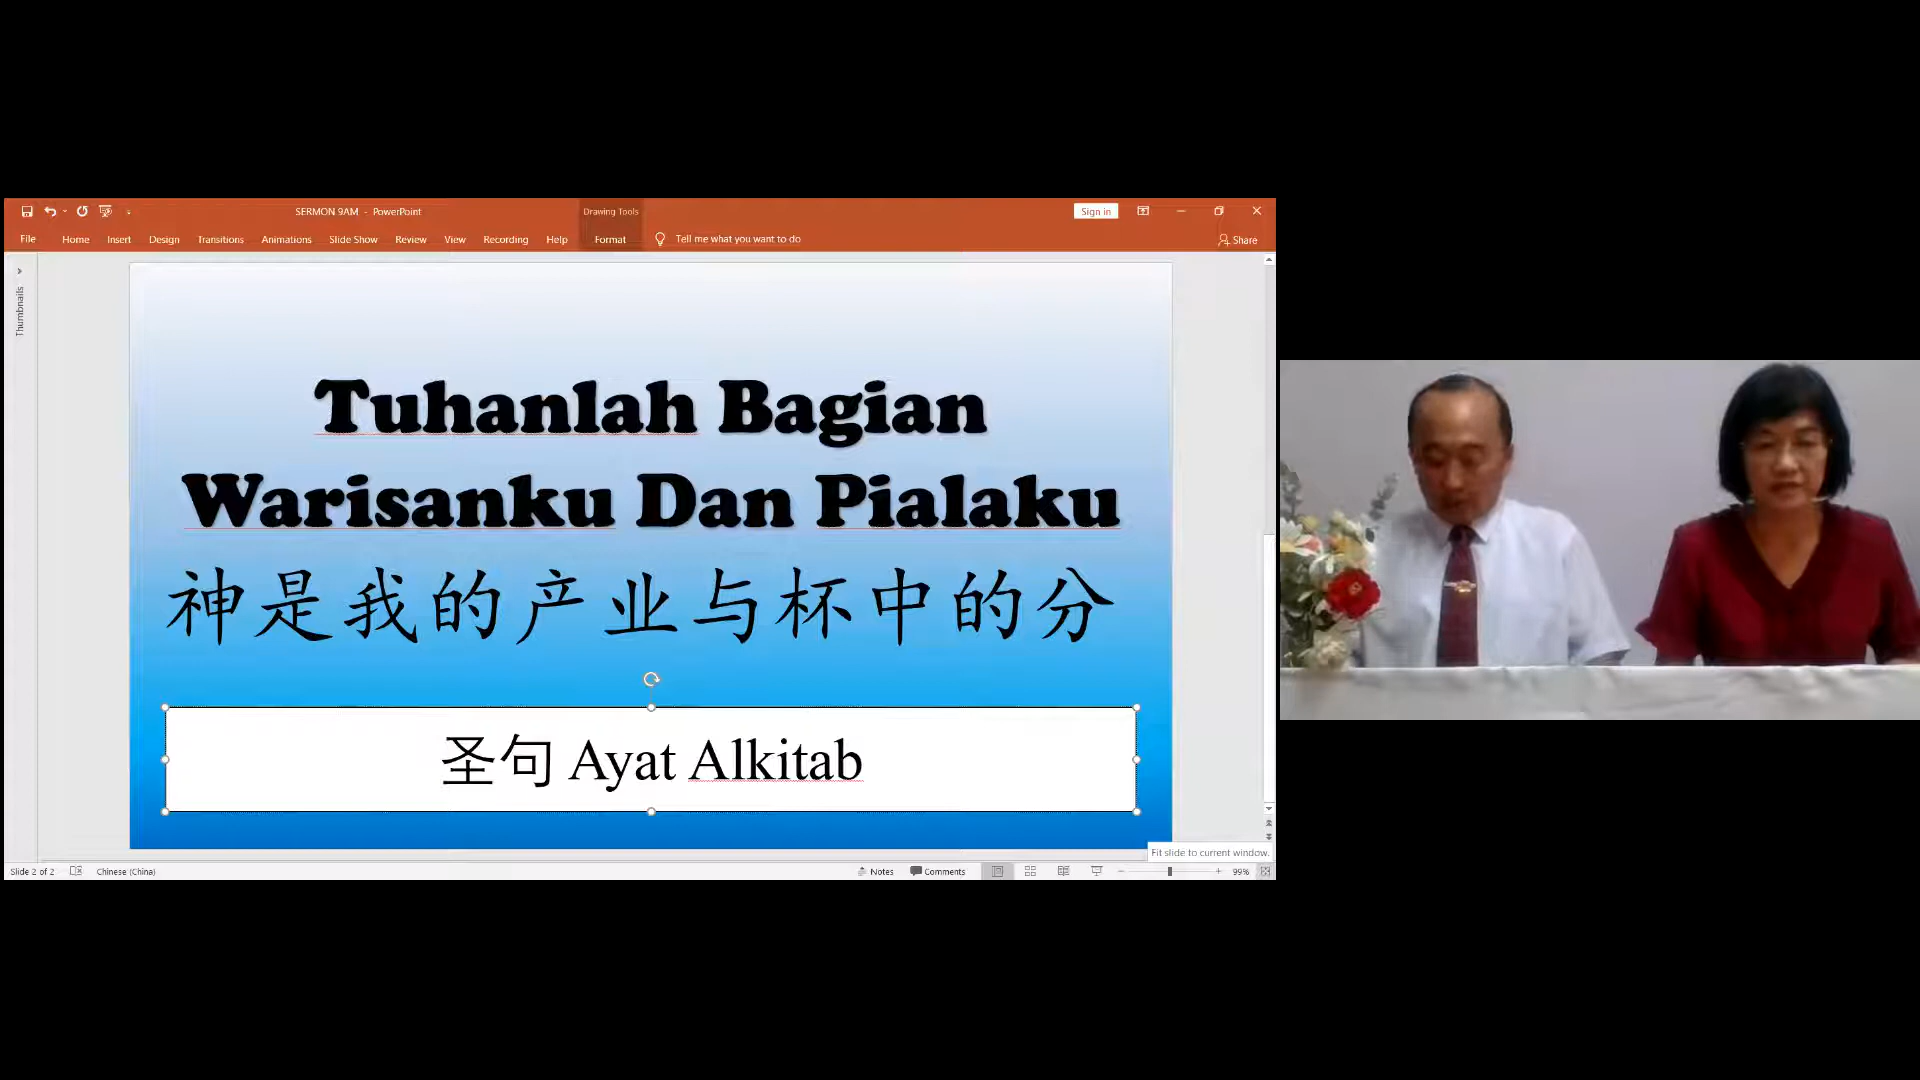 SERMON 9AM - PowerPoint
Drawing Tools
Sign in
File Home Insert Design Transitions Animations Slide Show Review View Recording Help Format Tell me what you want to do Share
Thumbnails
Tuhanlah Bagian
Warisanku Dan Pialaku
神是我的产业与杯中的分
圣句 Ayat Alkitab
Fit slide to current window.
Slide 2 of 2 Chinese (China) Notes Comments 99%